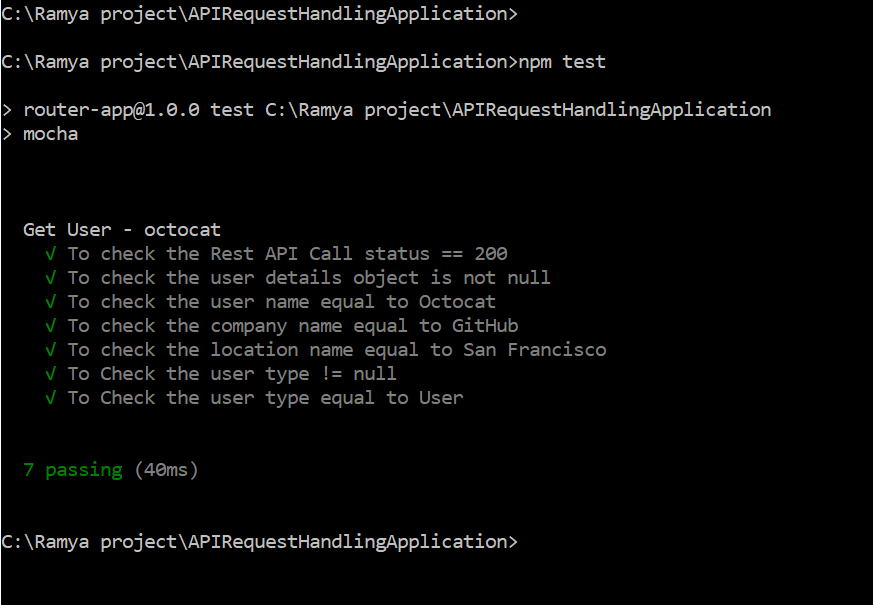 C:\Ramya project\APIRequestHandlingApplication>
C:\Ramya project\APIRequestHandlingApplication>npm test
> router-app@1.0.0 test C:\Ramya project\APIRequestHandlingApplication
> mocha
Get User - octocat
√ To check the Rest API Call status == 200
√ To check the user details object is not null
√ To check the user name equal to Octocat
√ To check the company name equal to GitHub
√ To check the location name equal to San Francisco
√ To Check the user type != null
√ To Check the user type equal to User
7 passing (40ms)
C:\Ramya project\APIRequestHandlingApplication>